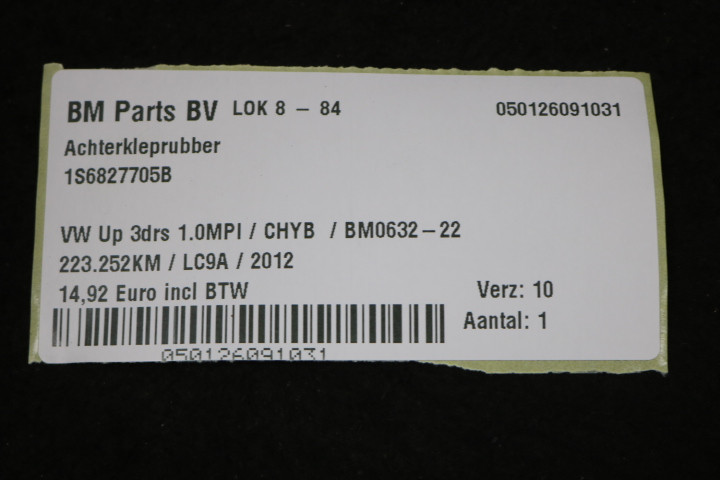 BM Parts BV LOK 8 - 84 050126091031
Achterkleprubber
1S6827705B
VW Up 3drs 1.0MPI / CHYB / BM0632-22
223.252KM / LC9A / 2012
14,92 Euro incl BTW Verz: 10
Aantal: 1
050126091031